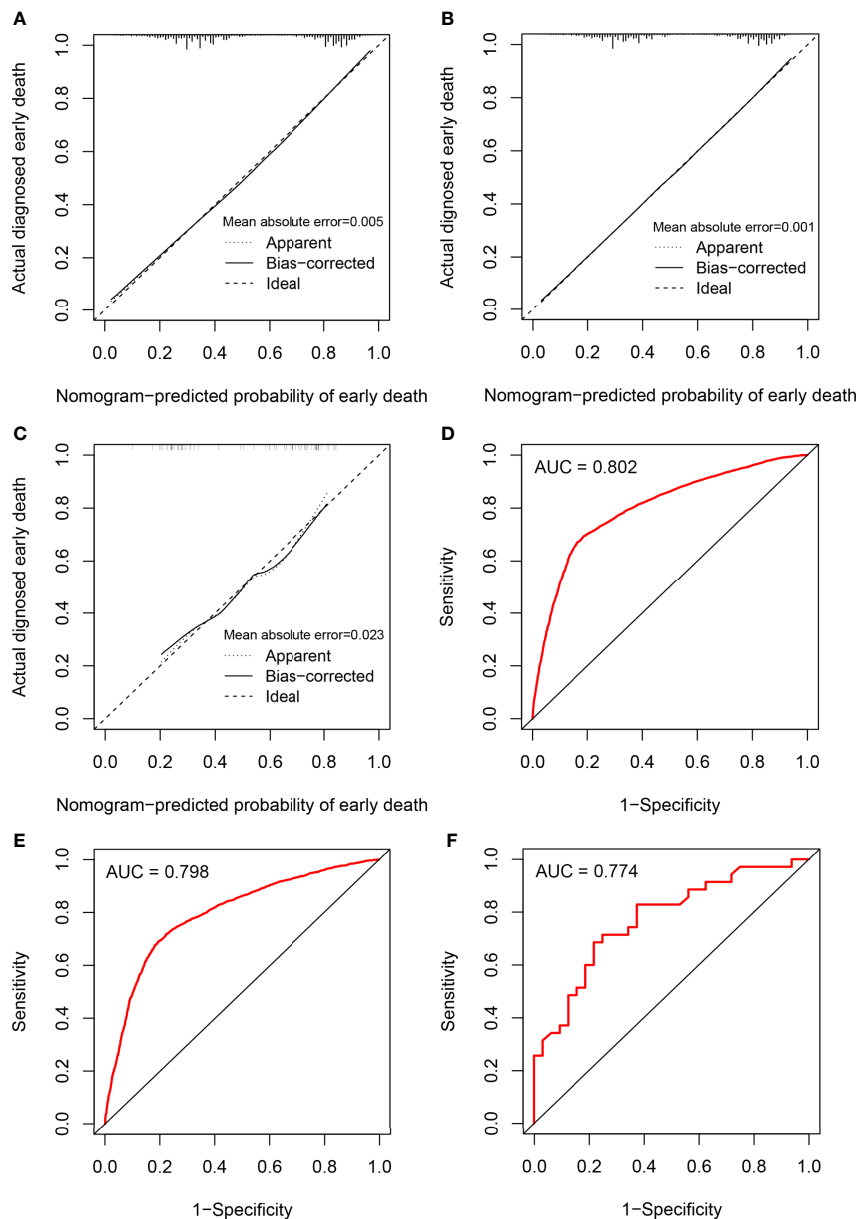 A
Actual diagnosed early death
1.0
0.8
0.6
0.4
0.2
0.0
Mean absolute error=0.005
Apparent
Bias-corrected
Ideal
0.0 0.2 0.4 0.6 0.8 1.0
Nomogram-predicted probability of early death
B
Actual dignosed early death
1.0
0.8
0.6
0.4
0.2
0.0
Mean absolute error=0.001
Apparent
Bias-corrected
Ideal
0.0 0.2 0.4 0.6 0.8 1.0
Nomogram-predicted probability of early death
C
Actual dignosed early death
1.0
0.8
0.6
0.4
0.2
0.0
Mean absolute error=0.023
Apparent
Bias-corrected
Ideal
0.0 0.2 0.4 0.6 0.8 1.0
Nomogram-predicted probability of early death
D
AUC = 0.802
Sensitivity
1.0
0.8
0.6
0.4
0.2
0.0
0.0 0.2 0.4 0.6 0.8 1.0
1-Specificity
E
AUC = 0.798
Sensitivity
1.0
0.8
0.6
0.4
0.2
0.0
0.0 0.2 0.4 0.6 0.8 1.0
1-Specificity
F
AUC = 0.774
Sensitivity
1.0
0.8
0.6
0.4
0.2
0.0
0.0 0.2 0.4 0.6 0.8 1.0
1-Specificity